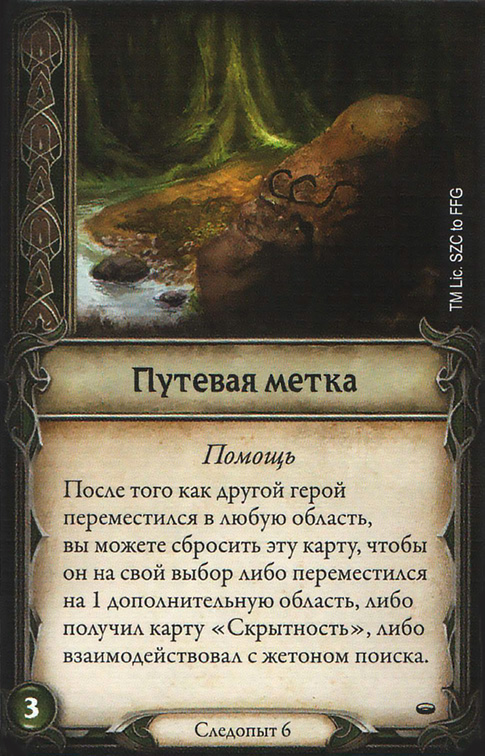 TM Lic. SZC to FFG
Путевая метка
Помощь
После того как другой герой
переместился в любую область,
вы можете сбросить эту карту, чтобы
он на свой выбор либо переместился
на 1 дополнительную область, либо
получил карту «Скрытность», либо
взаимодействовал с жетоном поиска.
3
Следопыт 6